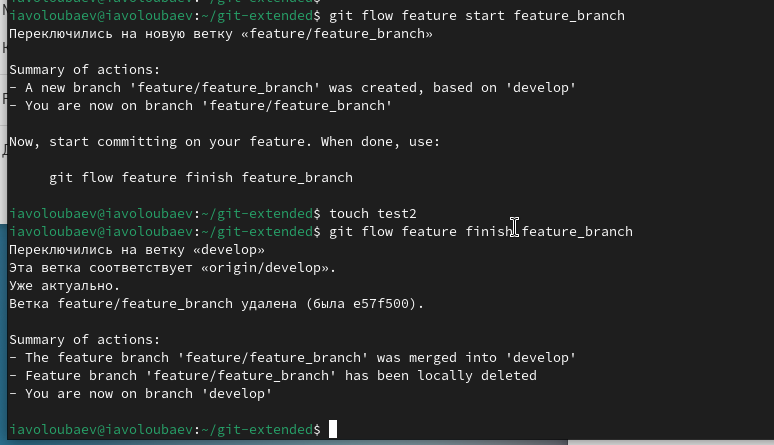 iavoloubaev@iavoloubaev:~/git-extended$ git flow feature start feature_branch
Переключились на новую ветку «feature/feature_branch»
Summary of actions:
- A new branch 'feature/feature_branch' was created, based on 'develop'
- You are now on branch 'feature/feature_branch'
Now, start committing on your feature. When done, use:
git flow feature finish feature_branch
iavoloubaev@iavoloubaev:~/git-extended$ touch test2
iavoloubaev@iavoloubaev:~/git-extended$ git flow feature finish feature_branch
Переключились на ветку «develop»
Эта ветка соответствует «origin/develop».
Уже актуально.
Ветка feature/feature_branch удалена (была e57f500).
Summary of actions:
- The feature branch 'feature/feature_branch' was merged into 'develop'
- Feature branch 'feature/feature_branch' has been locally deleted
- You are now on branch 'develop'
iavoloubaev@iavoloubaev:~/git-extended$